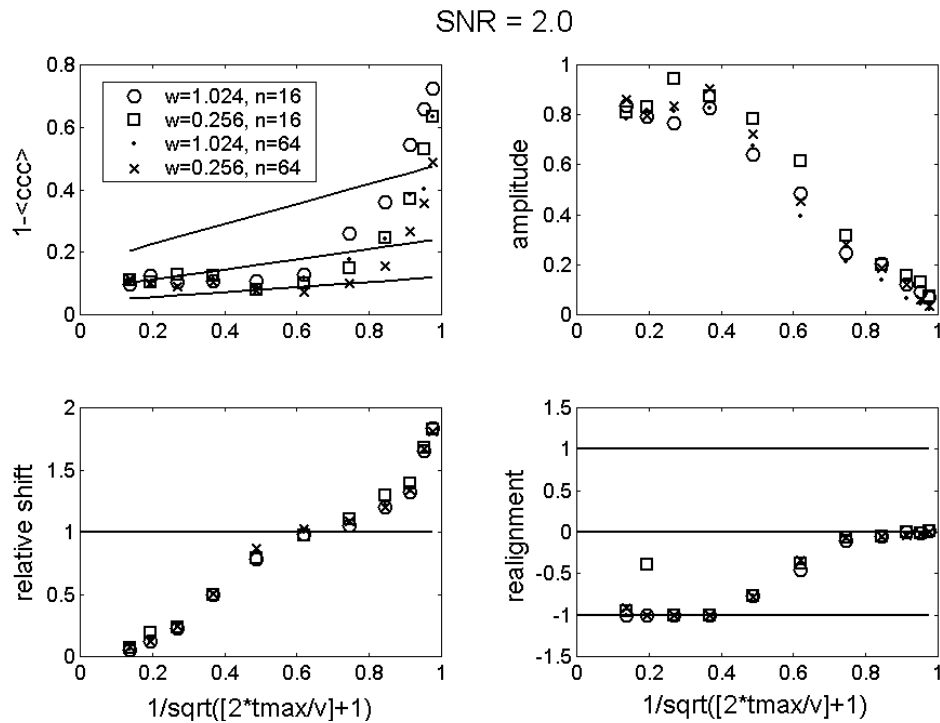 SNR = 2.0
1-<ccc>
0.8
0.6
0.4
0.2
0
w=1.024, n=16
w=0.256, n=16
w=1.024, n=64
w=0.256, n=64
0 0.2 0.4 0.6 0.8 1
amplitude
1
0.8
0.6
0.4
0.2
0
0 0.2 0.4 0.6 0.8 1
relative shift
2
1.5
1
0.5
0
0 0.2 0.4 0.6 0.8 1
1/sqrt([2*tmax/v]+1)
realignment
1.5
1
0.5
0
-0.5
-1
-1.5
0 0.2 0.4 0.6 0.8 1
1/sqrt([2*tmax/v]+1)